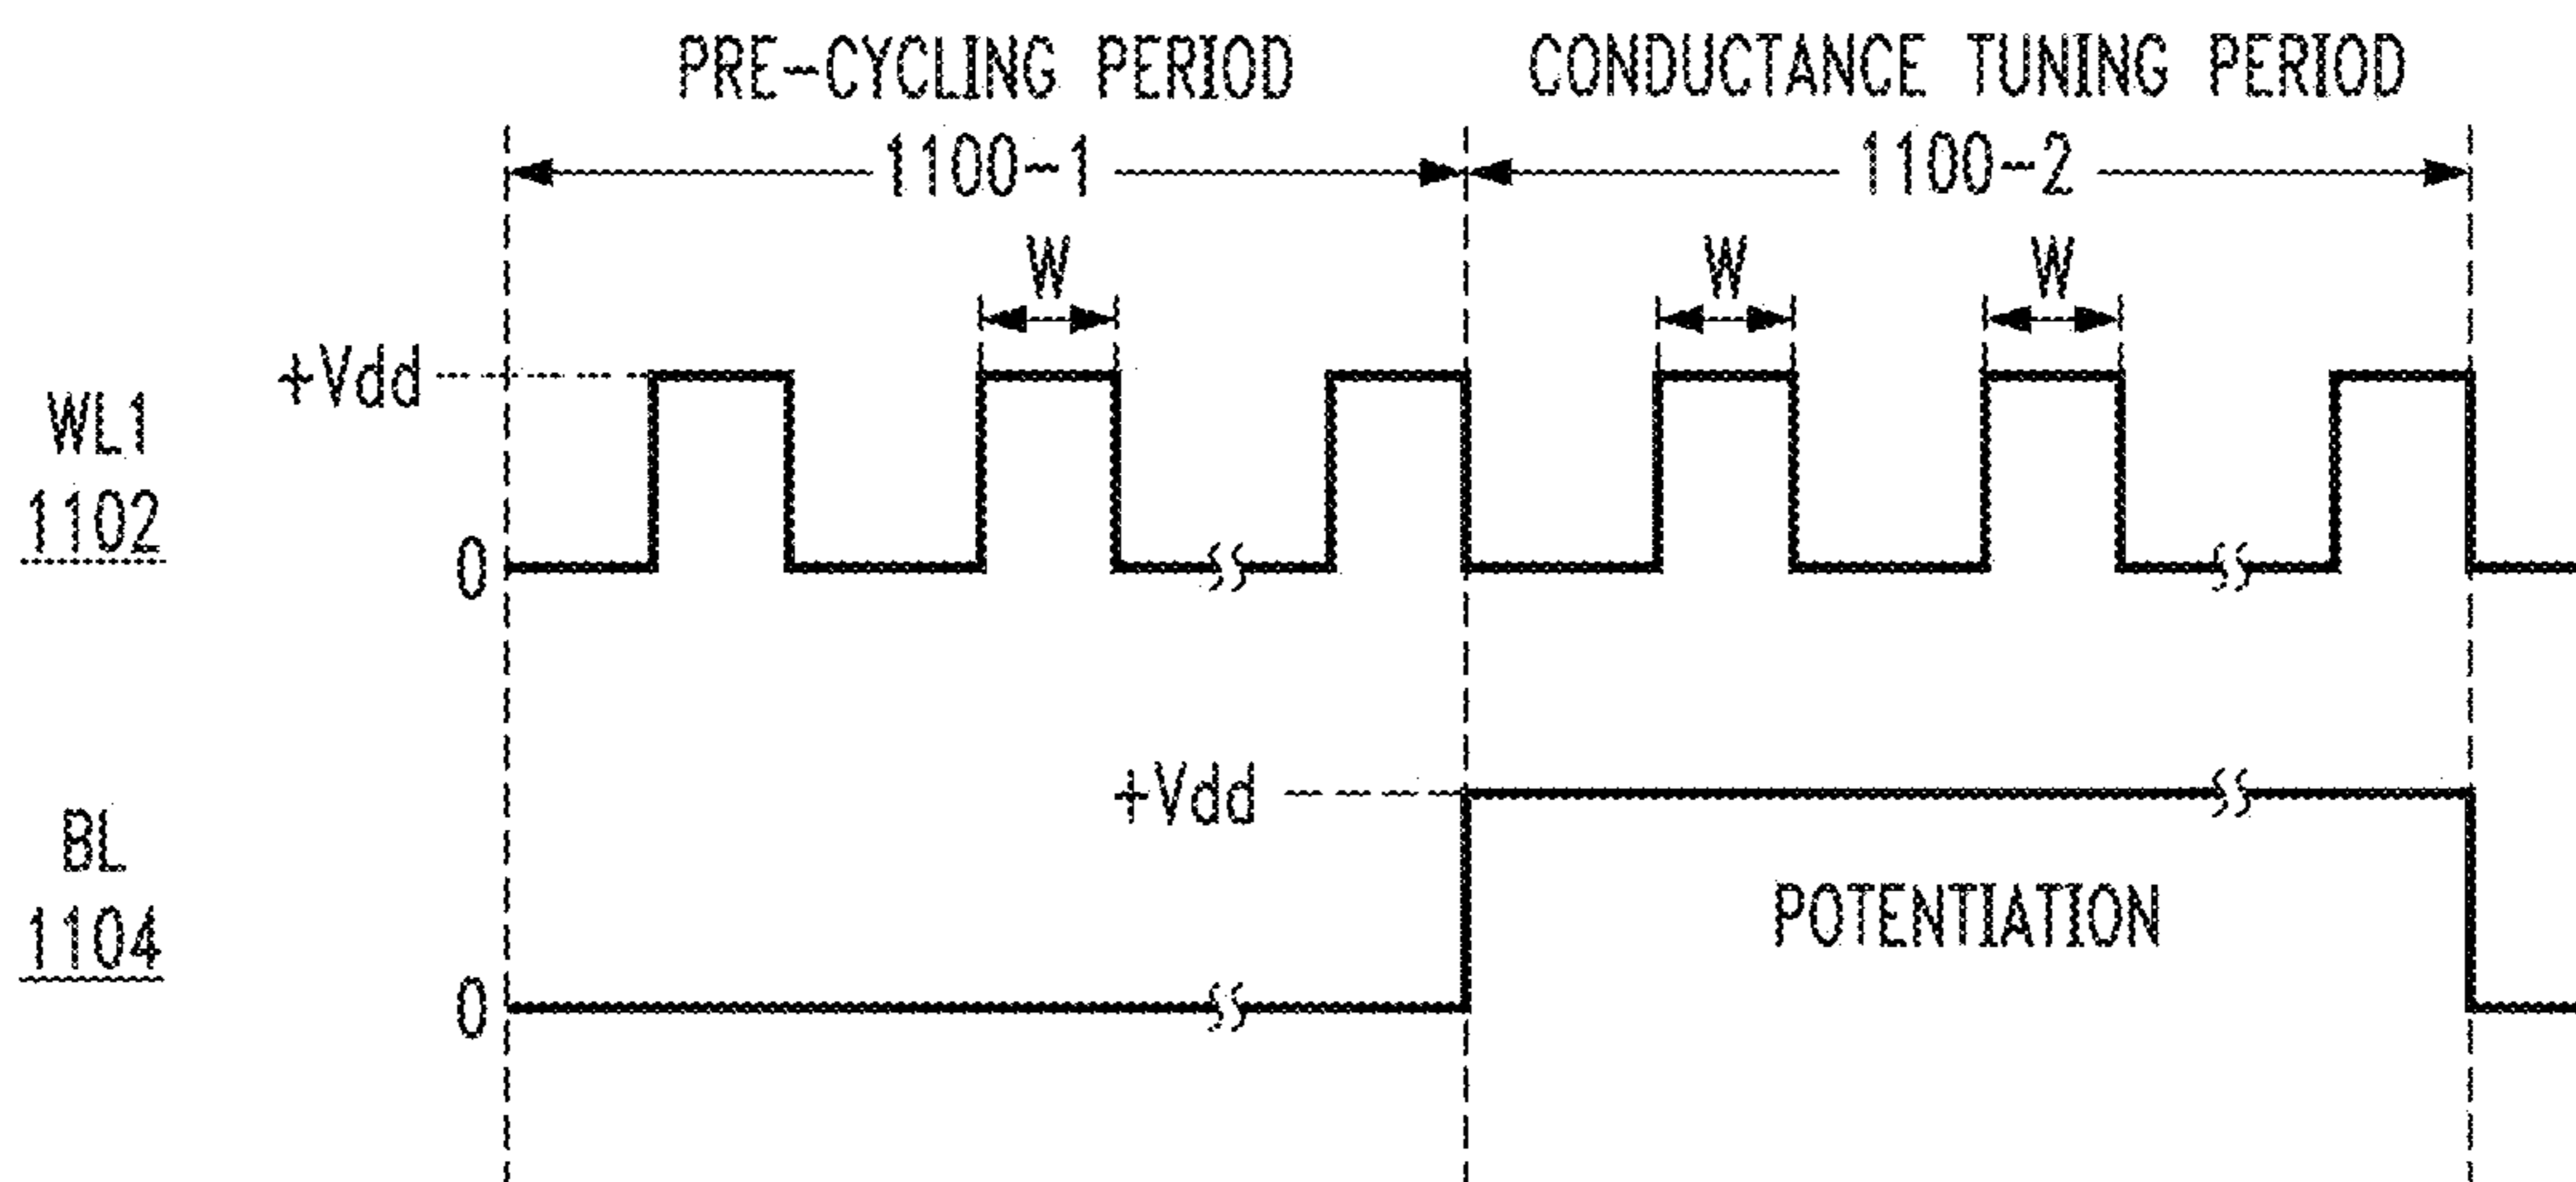 PRE-CYCLING PERIOD
1100-1
CONDUCTANCE TUNING PERIOD
1100-2
W
W
W
+Vdd
WL1
1102
0
+Vdd
BL
1104
POTENTIATION
0